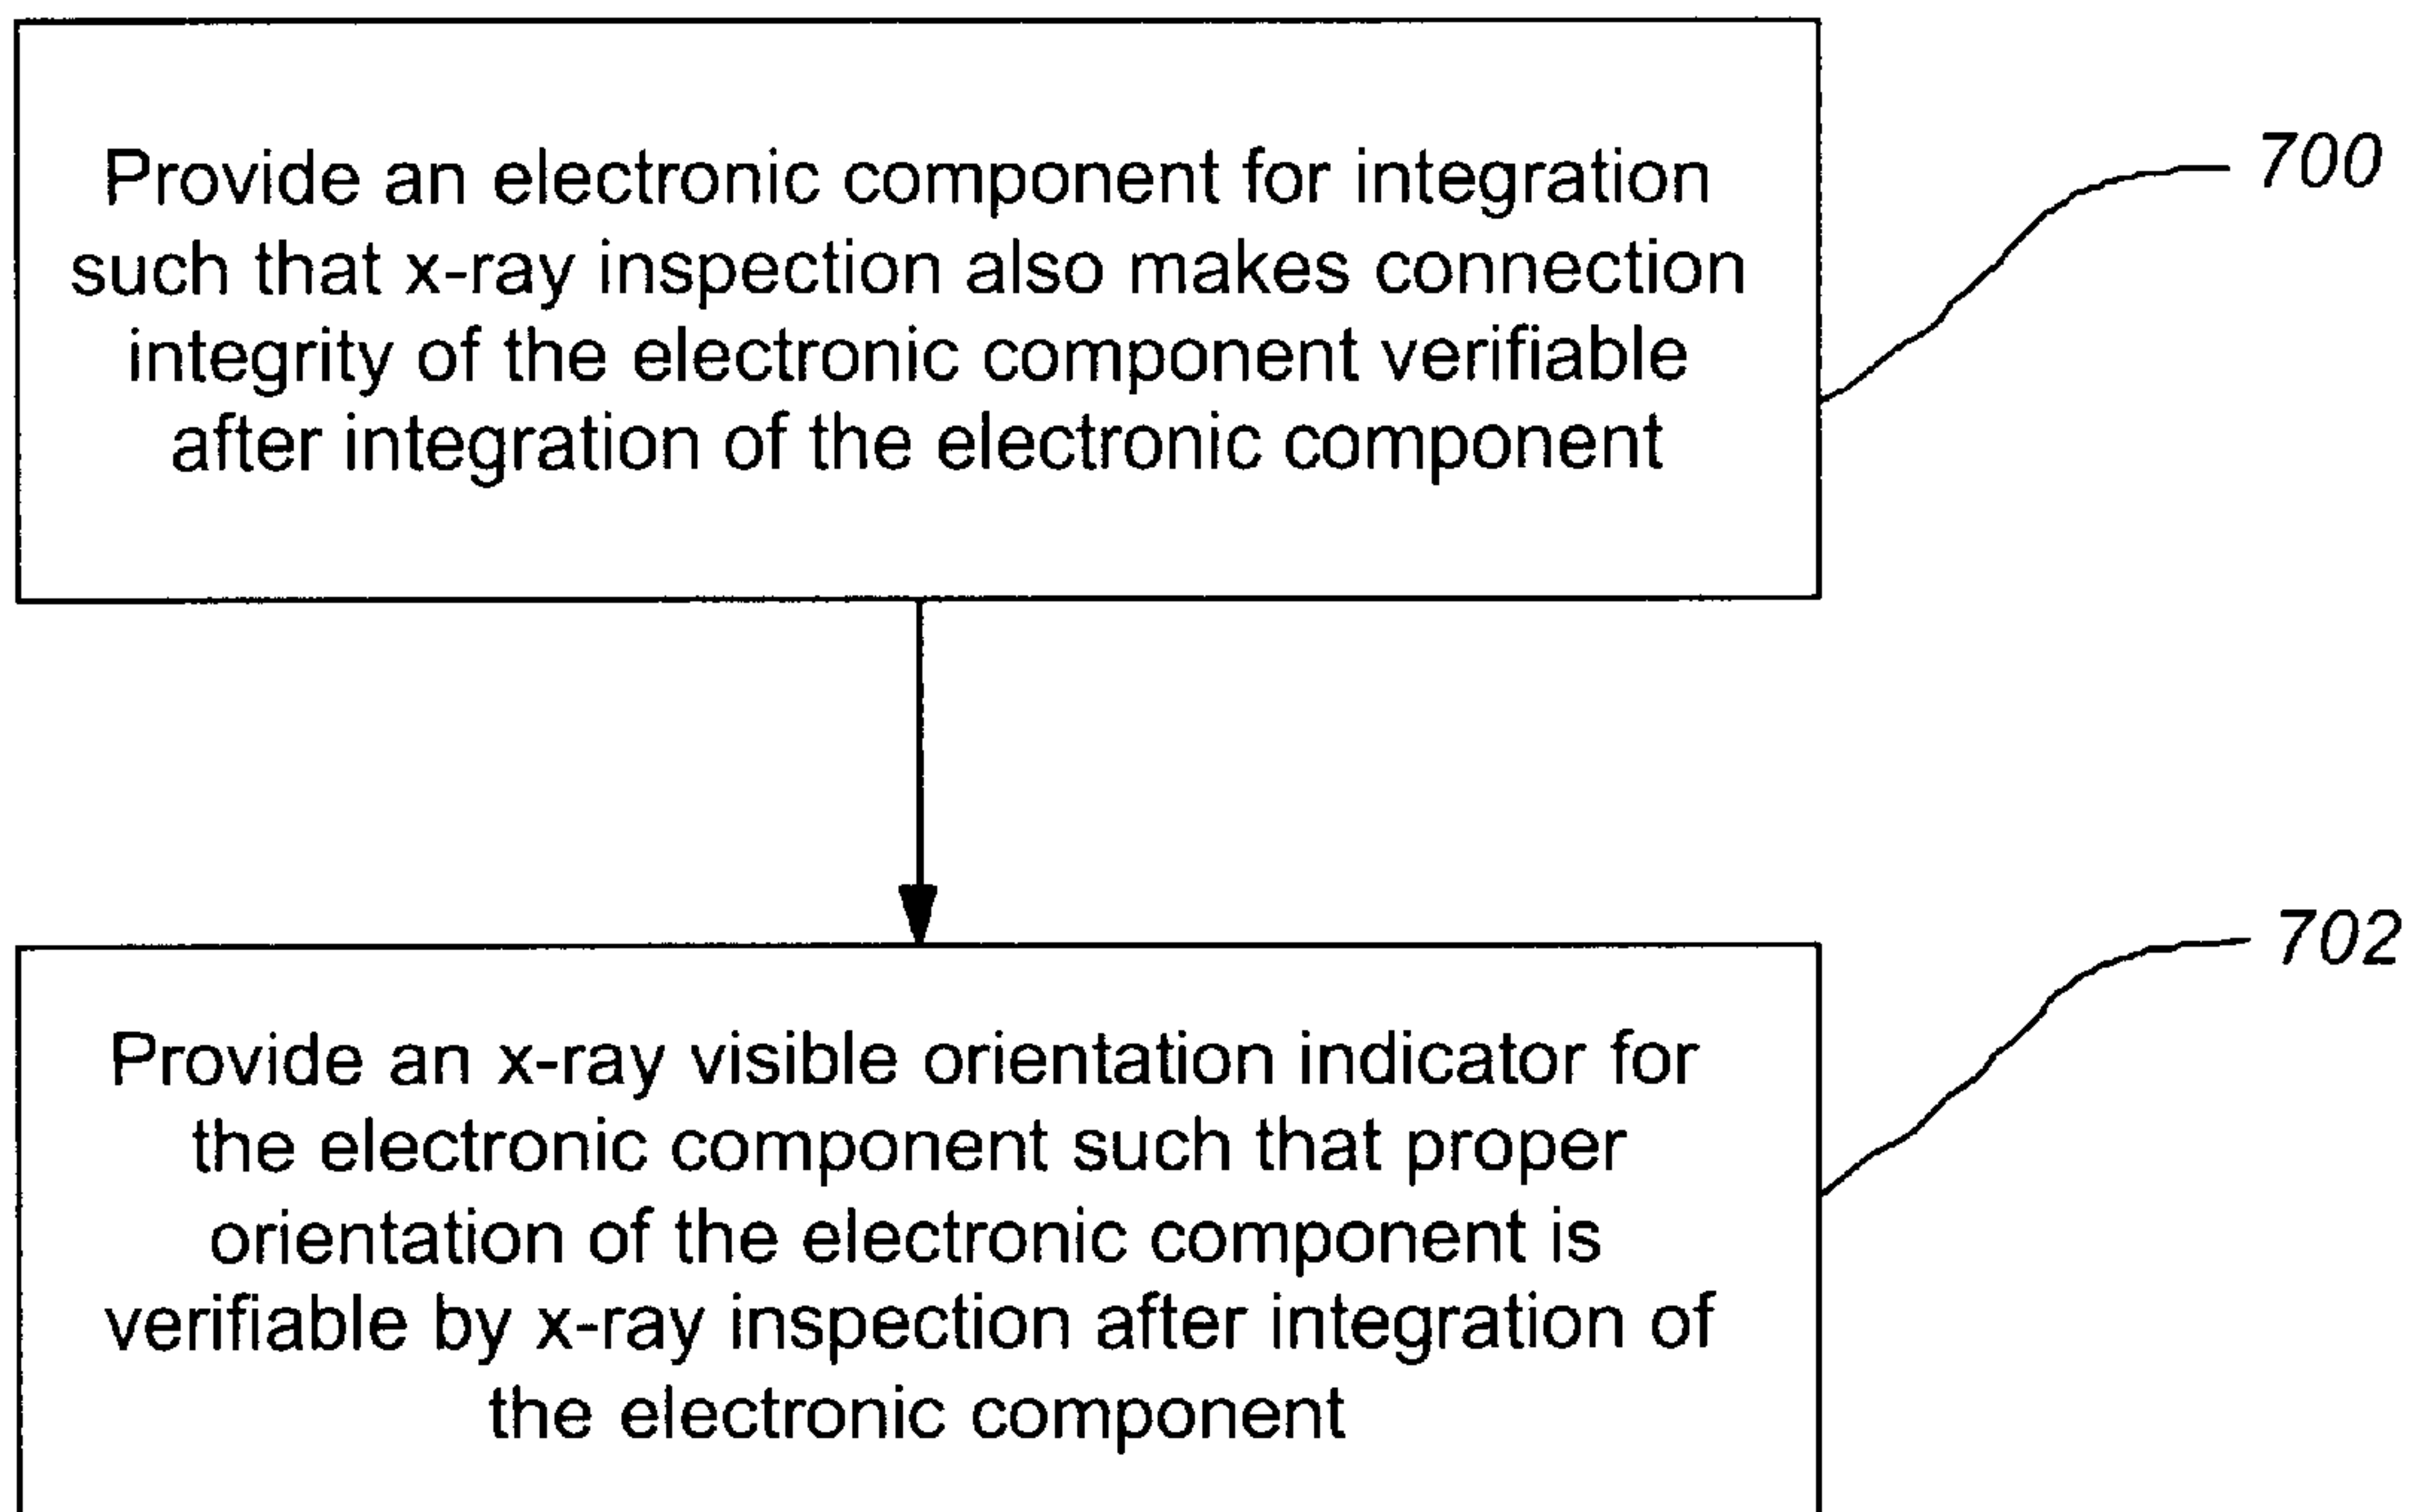 Provide an electronic component for integration
such that x-ray inspection also makes connection
integrity of the electronic component verifiable
after integration of the electronic component
700
Provide an x-ray visible orientation indicator for
the electronic component such that proper
orientation of the electronic component is
verifiable by x-ray inspection after integration of
the electronic component
702